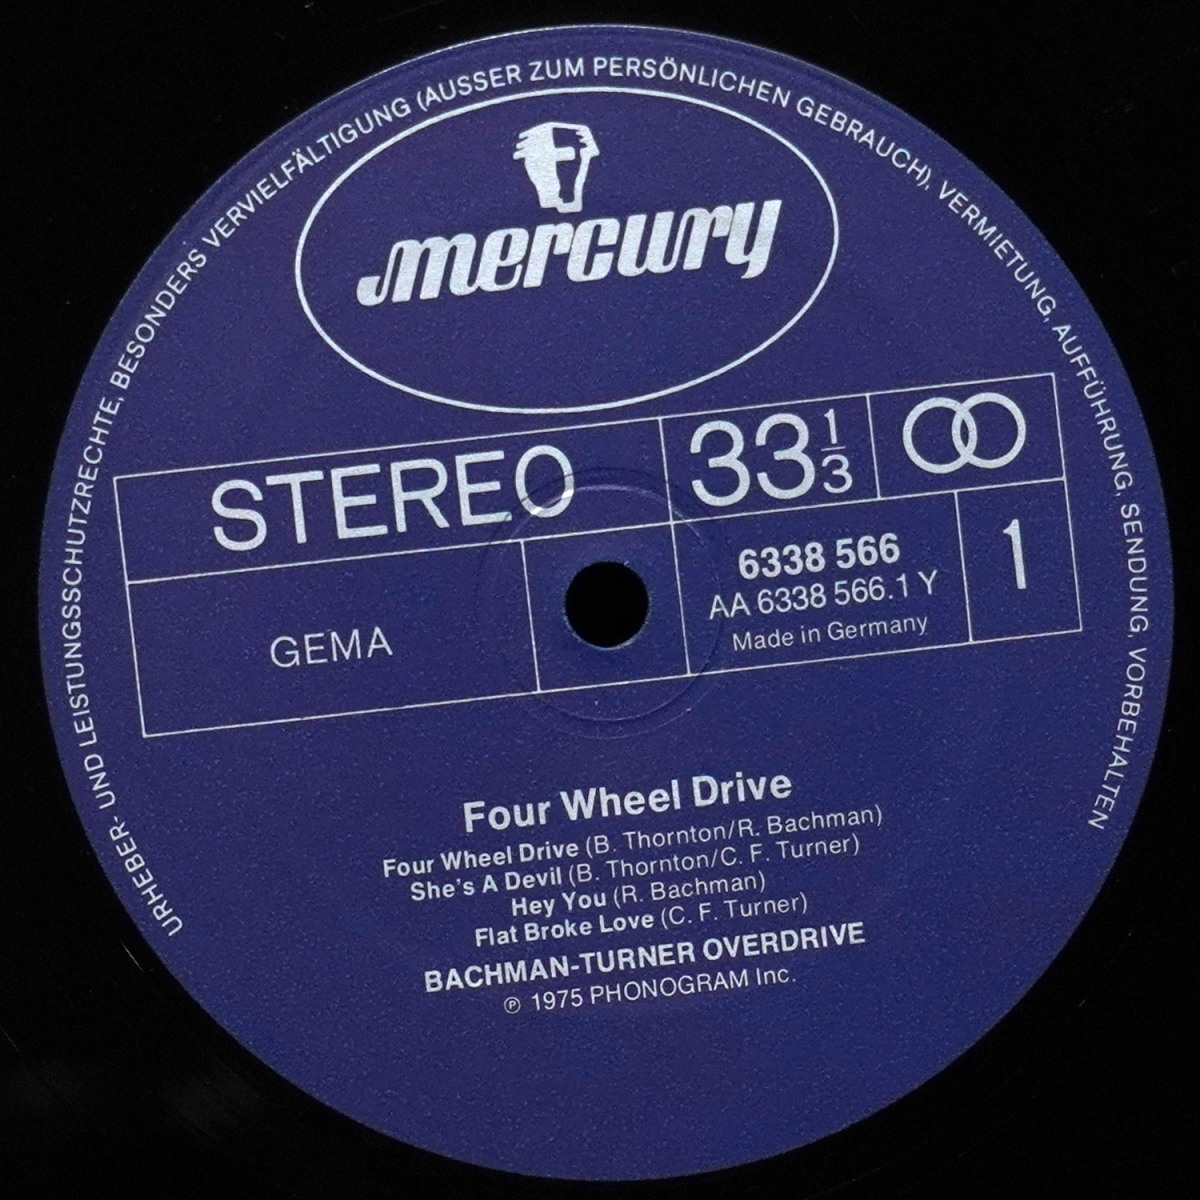 URHEBER- UND LEISTUNGSSCHUTZRECHTE, BESONDERS VERVIELFÄLTIGUNG (AUSSER ZUM PERSÖNLICHEN GEBRAUCH), VERMIETUNG, AUFFÜHRUNG, SENDUNG, VORBEHALTEN
mercury
STEREO
33 1/3
GEMA
6338 566
AA 6338 566.1 Y
Made in Germany
1
Four Wheel Drive
Four Wheel Drive (B. Thornton/R. Bachman)
She's A Devil (B. Thornton/C. F. Turner)
Hey You (R. Bachman)
Flat Broke Love (C. F. Turner)
BACHMAN-TURNER OVERDRIVE
℗ 1975 PHONOGRAM Inc.